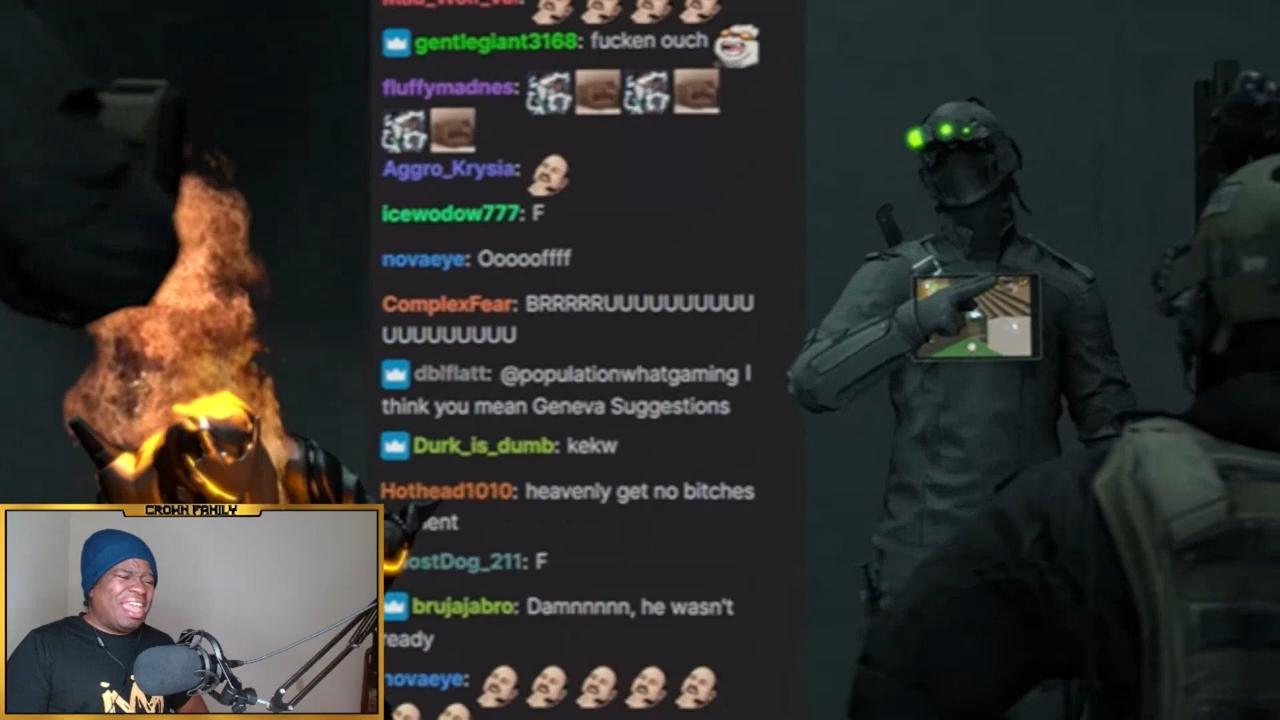 Mad_Wolf_Val:
gentlegiant3168: fucken ouch
fluffymadnes:
Aggro_Krysia:
icewodow777: F
novaeye: Oooooffff
ComplexFear: BRRRRRUUUUUUUUUU
UUUUUUUUU
dblflatt: @populationwhatgaming I
think you mean Geneva Suggestions
Durk_is_dumb: kekw
Hothead1010: heavenly get no bitches
ent
ostDog_211: F
brujajabro: Damnnnnn, he wasn't
ready
novaeye:
CROWN FAMILY